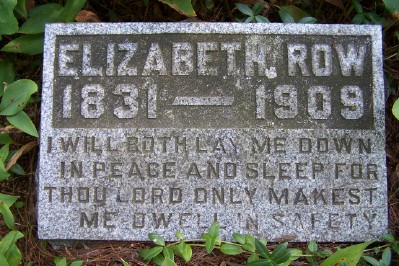 ELIZABETH. ROW
1831 — 1909
I WILL BOTH LAY ME DOWN
IN PEACE AND SLEEP FOR
THOU LORD ONLY MAKEST
ME DWELL IN SAFETY